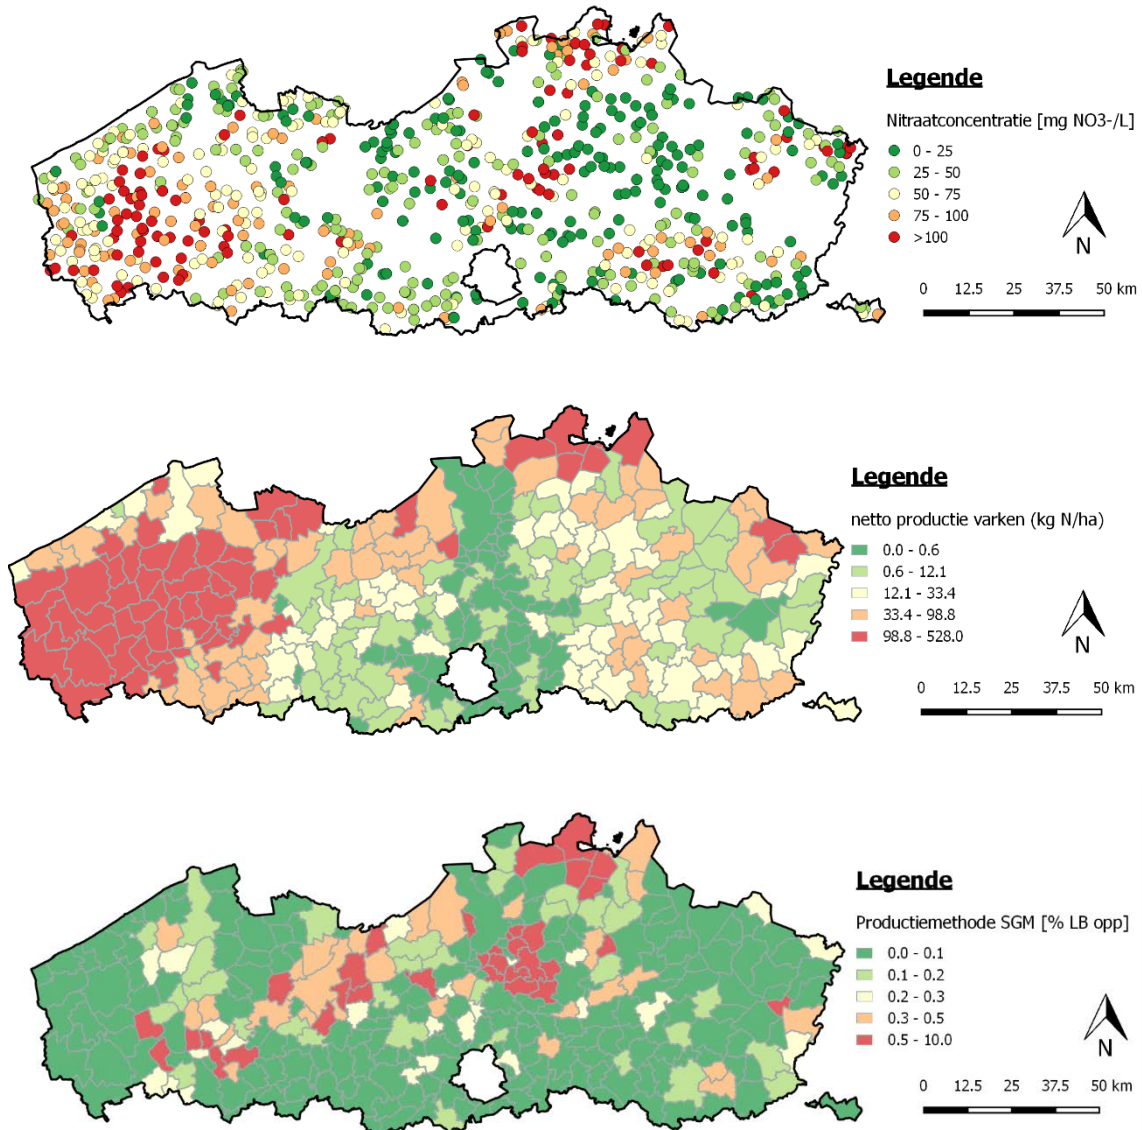 Legende
Nitraatconcentratie [mg NO3-/L]
0 - 25
25 - 50
50 - 75
75 - 100
>100
N
0 12.5 25 37.5 50 km
Legende
netto productie varken (kg N/ha)
0.0 - 0.6
0.6 - 12.1
12.1 - 33.4
33.4 - 98.8
98.8 - 528.0
N
0 12.5 25 37.5 50 km
Legende
Productiemethode SGM [% LB opp]
0.0 - 0.1
0.1 - 0.2
0.2 - 0.3
0.3 - 0.5
0.5 - 10.0
N
0 12.5 25 37.5 50 km